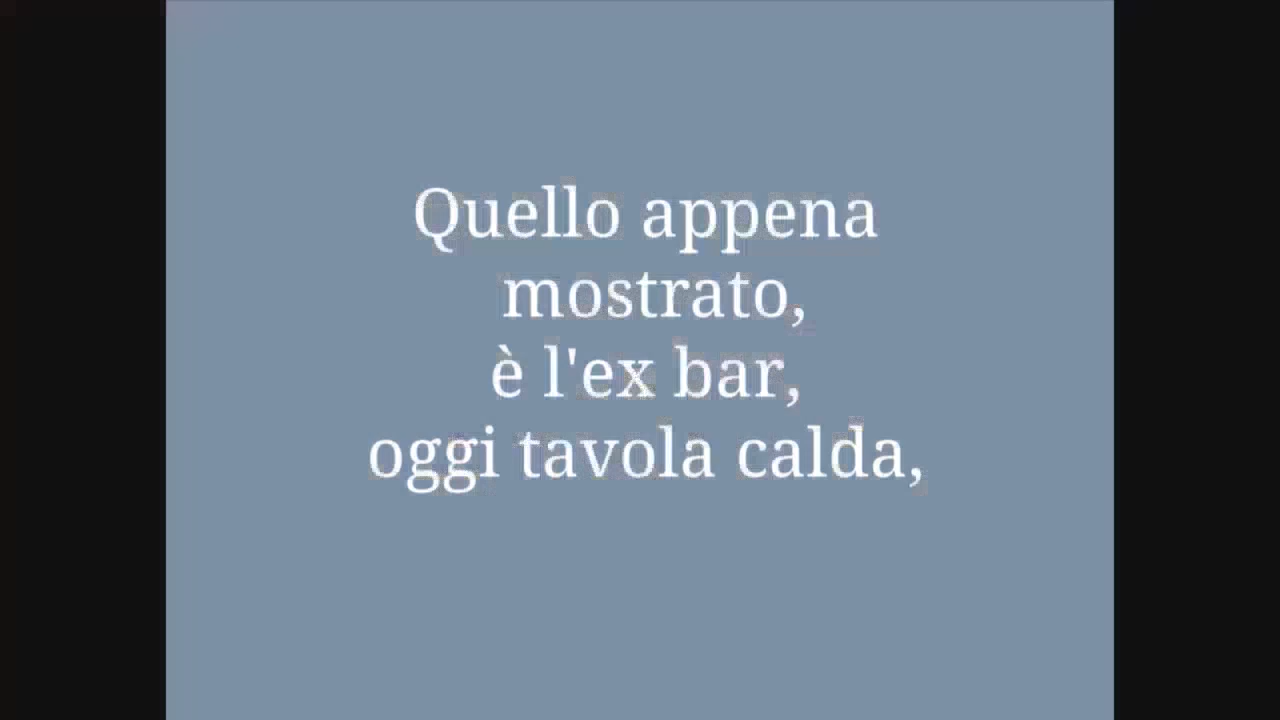 Quello appena
mostrato,
è l'ex bar,
oggi tavola calda,